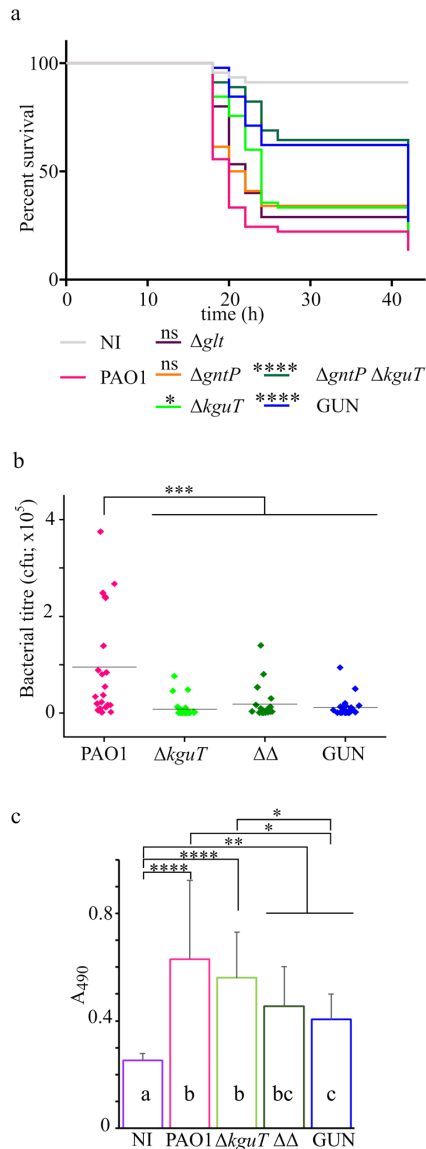 a
100
50
0
Percent survival
0 10 20 30 40
time (h)
NI
PAO1
ns Δglt
ns ΔgntP
* ΔkguT
**** ΔgntP ΔkguT
**** GUN
b
***
4
2
0
Bacterial titre (cfu; x10⁵)
PAO1 ΔkguT ΔΔ GUN
c
*
*
**
****
****
0.8
0.4
0
A₄₉₀
a b b bc c
NI PAO1 ΔkguT ΔΔ GUN